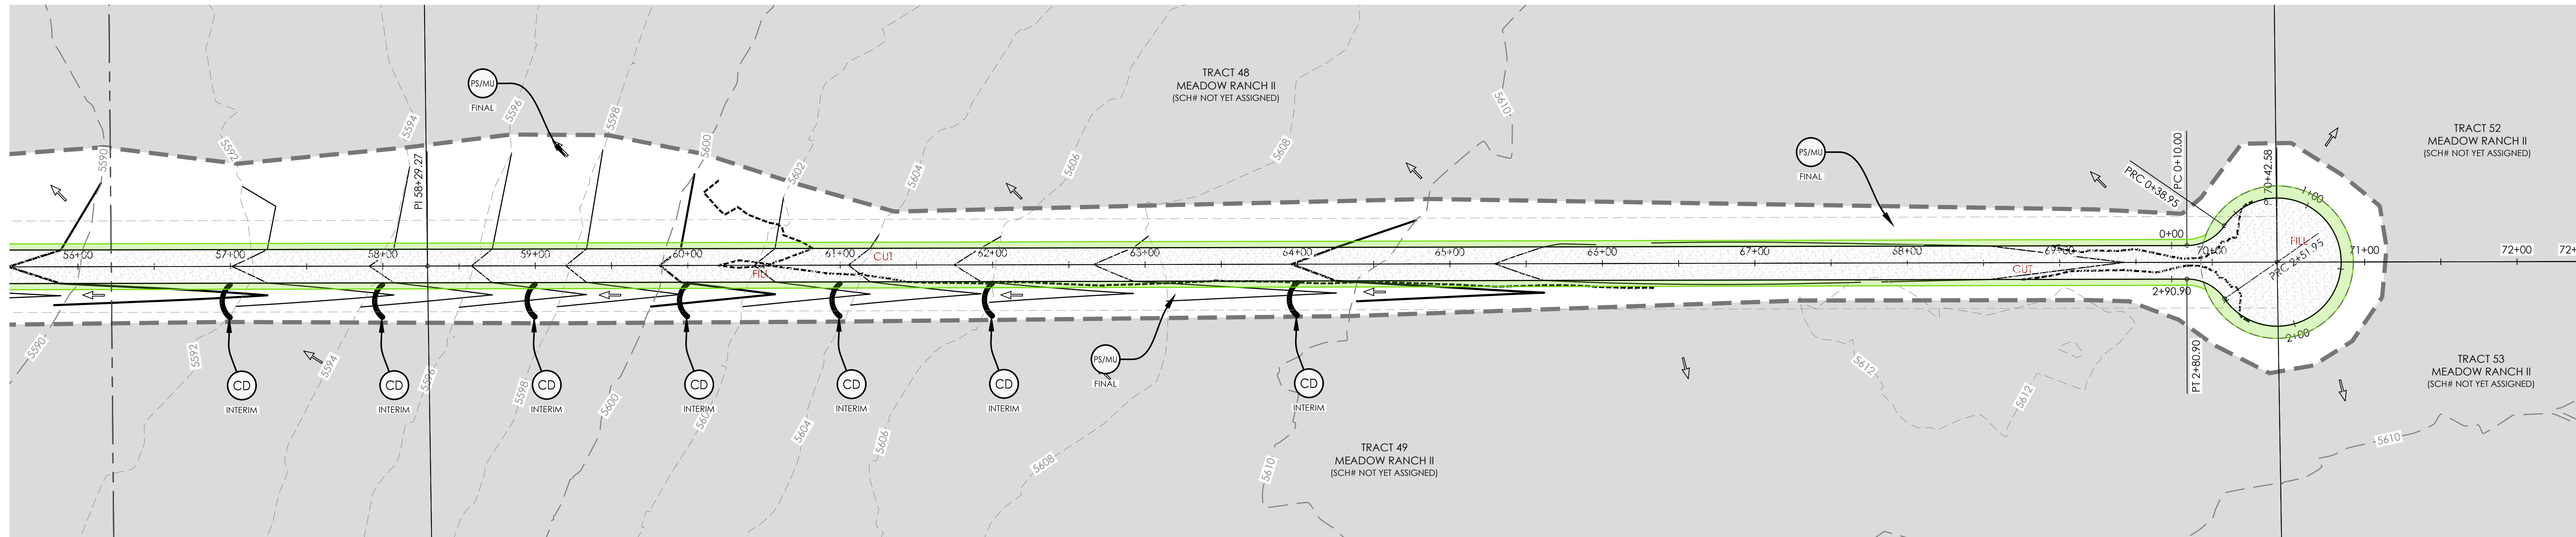 TRACT 48
MEADOW RANCH II
(SCH# NOT YET ASSIGNED)
TRACT 52
MEADOW RANCH II
(SCH# NOT YET ASSIGNED)
TRACT 49
MEADOW RANCH II
(SCH# NOT YET ASSIGNED)
TRACT 53
MEADOW RANCH II
(SCH# NOT YET ASSIGNED)
PS/MU
FINAL
PS/MU
FINAL
PS/MU
FINAL
5590
5592
5594
5596
5598
5600
5602
5604
5606
5608
5610
PI 58+29.27
PRC 0+38.95
PC 0+10.00
70+42.58
1+00
0+00
FILL
PRC 2+51.95
2+00
2+90.90
PT 2+80.90
56+00
57+00
58+00
59+00
60+00
61+00
62+00
63+00
64+00
65+00
66+00
67+00
68+00
69+00
70+00
71+00
72+00
72+
CUT
FILL
CUT
CD
INTERIM
CD
INTERIM
CD
INTERIM
CD
INTERIM
CD
INTERIM
CD
INTERIM
CD
INTERIM
5590
5592
5594
5596
5598
5600
5604
5606
5608
5610
5612
5612
5610